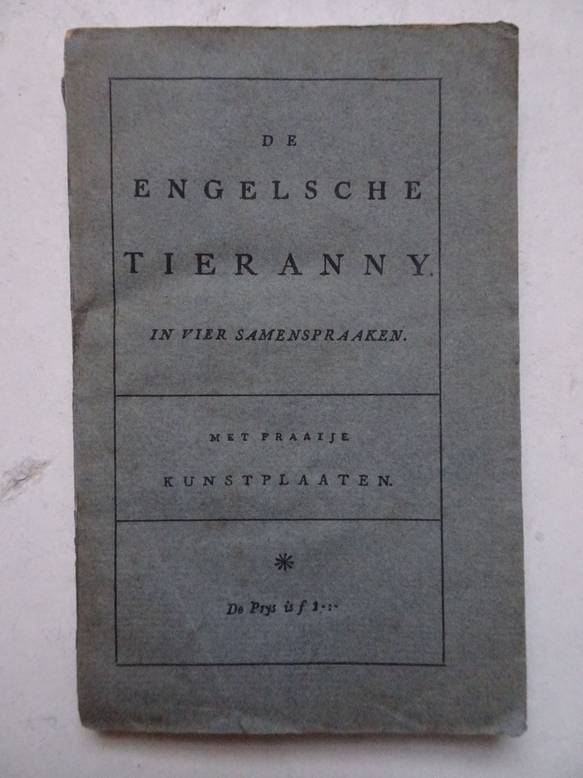 DE
ENGELSCHE
TIERANNY.
IN VIER SAMENSPRAAKEN.
MET FRAAIJE
KUNSTPLAATEN.
De Prys is f 1-:-